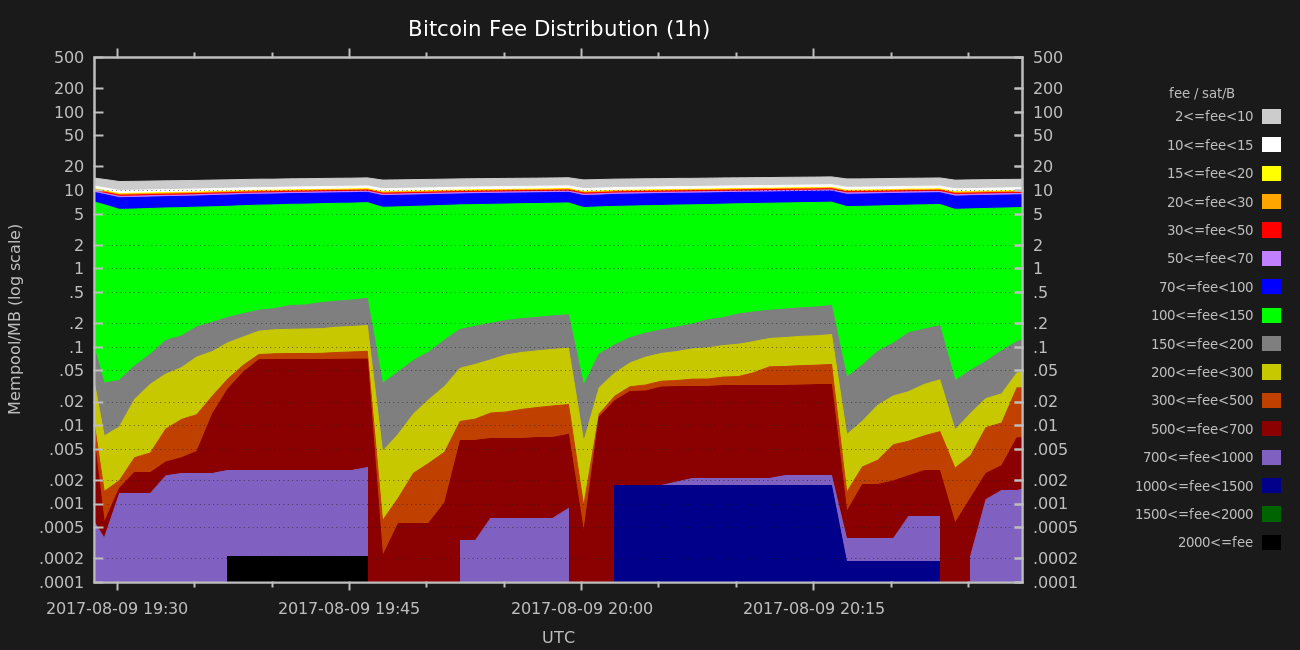 Bitcoin Fee Distribution (1h)
500 500
200 200
100 100
50 50
20 20
10 10
5 5
2 2
1 1
.5 .5
.2 .2
.1 .1
.05 .05
.02 .02
.01 .01
.005 .005
.002 .002
.001 .001
.0005 .0005
.0002 .0002
.0001 .0001
Mempool/MB (log scale)
2017-08-09 19:30 2017-08-09 19:45 2017-08-09 20:00 2017-08-09 20:15
UTC
fee / sat/B
2<=fee<10
10<=fee<15
15<=fee<20
20<=fee<30
30<=fee<50
50<=fee<70
70<=fee<100
100<=fee<150
150<=fee<200
200<=fee<300
300<=fee<500
500<=fee<700
700<=fee<1000
1000<=fee<1500
1500<=fee<2000
2000<=fee